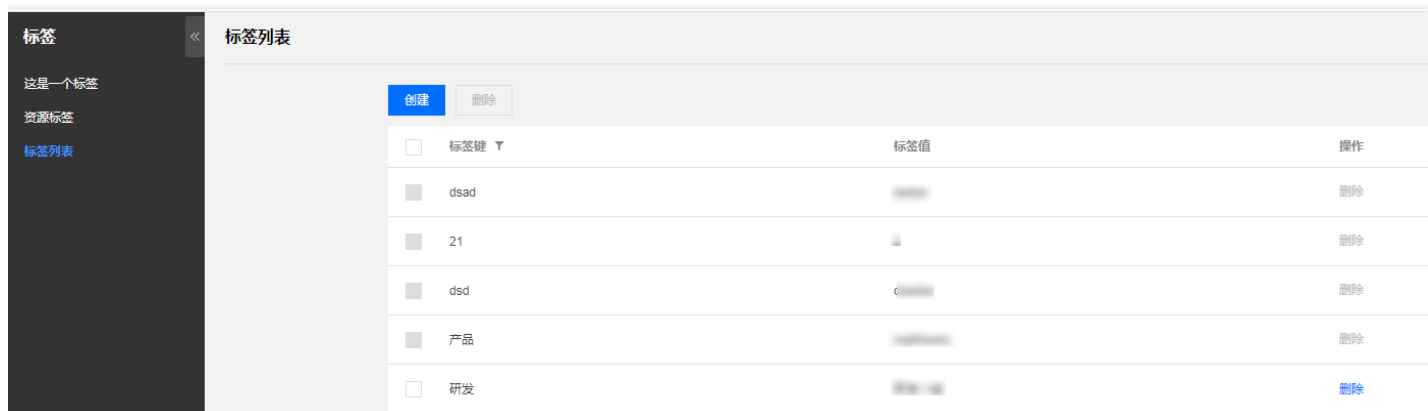 标签
标签列表
这是一个标签
资源标签
标签列表
创建 删除
标签键 标签值 操作
dsad 删除
21 删除
dsd 删除
产品 删除
研发 删除